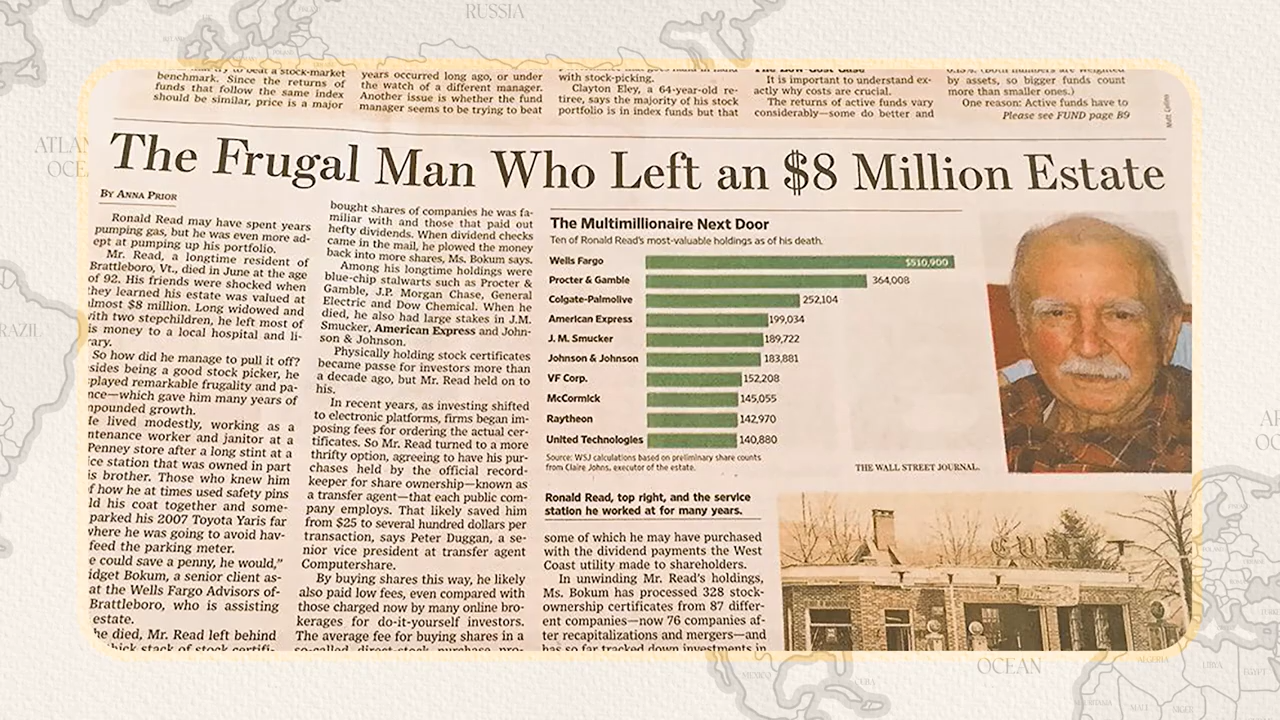 RUSSIA
ATLAN
OCE
RAZIL
benchmark. Since the returns of
funds that follow the same index
should be similar, price is a major
years occurred long ago, or under
the watch of a different manager.
Another issue is whether the fund
manager seems to be trying to beat
with stock-picking.
Clayton Eley, a 64-year-old re-
tiree, says the majority of his stock
portfolio is in index funds but that
It is important to understand ex-
actly why costs are crucial.
The returns of active funds vary
considerably—some do better and
by assets, so bigger funds count
more than smaller ones.)
One reason: Active funds have to
Please see FUND page B9
The Frugal Man Who Left an $8 Million Estate
BY ANNA PRIOR
Ronald Read may have spent years
pumping gas, but he was even more ad-
ept at pumping up his portfolio.
Mr. Read, a longtime resident of
Brattleboro, Vt., died in June at the age
of 92. His friends were shocked when
they learned his estate was valued at
almost $8 million. Long widowed and
with two stepchildren, he left most of
is money to a local hospital and li-
rary.
So how did he manage to pull it off?
sides being a good stock picker, he
splayed remarkable frugality and pa-
nce—which gave him many years of
npounded growth.
He lived modestly, working as a
ntenance worker and janitor at a
Penney store after a long stint at a
ice station that was owned in part
is brother. Those who knew him
f how he at times used safety pins
ld his coat together and some-
parked his 2007 Toyota Yaris far
where he was going to avoid hav-
feed the parking meter.
e could save a penny, he would,"
idget Bokum, a senior client as-
at the Wells Fargo Advisors of-
Brattleboro, who is assisting
estate.
he died, Mr. Read left behind
thick stack of stock certifi-
bought shares of companies he was fa-
miliar with and those that paid out
hefty dividends. When dividend checks
came in the mail, he plowed the money
back into more shares, Ms. Bokum says.
Among his longtime holdings were
blue-chip stalwarts such as Procter &
Gamble, J.P. Morgan Chase, General
Electric and Dow Chemical. When he
died, he also had large stakes in J.M.
Smucker, American Express and John-
son & Johnson.
Physically holding stock certificates
became passe for investors more than
a decade ago, but Mr. Read held on to
his.
In recent years, as investing shifted
to electronic platforms, firms began im-
posing fees for ordering the actual cer-
tificates. So Mr. Read turned to a more
thrifty option, agreeing to have his pur-
chases held by the official record-
keeper for share ownership—known as
a transfer agent—that each public com-
pany employs. That likely saved him
from $25 to several hundred dollars per
transaction, says Peter Duggan, a se-
nior vice president at transfer agent
Computershare.
By buying shares this way, he likely
also paid low fees, even compared with
those charged now by many online bro-
kerages for do-it-yourself investors.
The average fee for buying shares in a
so-called direct-stock purchase pro-
The Multimillionaire Next Door
Ten of Ronald Read's most-valuable holdings as of his death.
Wells Fargo $510,900
Procter & Gamble 364,008
Colgate-Palmolive 252,104
American Express 199,034
J. M. Smucker 189,722
Johnson & Johnson 183,881
VF Corp. 152,208
McCormick 145,055
Raytheon 142,970
United Technologies 140,880
Source: WSJ calculations based on preliminary share counts
from Claire Johns, executor of the estate.
THE WALL STREET JOURNAL.
Ronald Read, top right, and the service
station he worked at for many years.
some of which he may have purchased
with the dividend payments the West
Coast utility made to shareholders.
In unwinding Mr. Read's holdings,
Ms. Bokum has processed 328 stock-
ownership certificates from 87 differ-
ent companies—now 76 companies af-
ter recapitalizations and mergers—and
has so far tracked down investments in
GULF
OCEAN
MEXICO
ALGERIA
LIBYA
EGYPT
MALI
NIGER